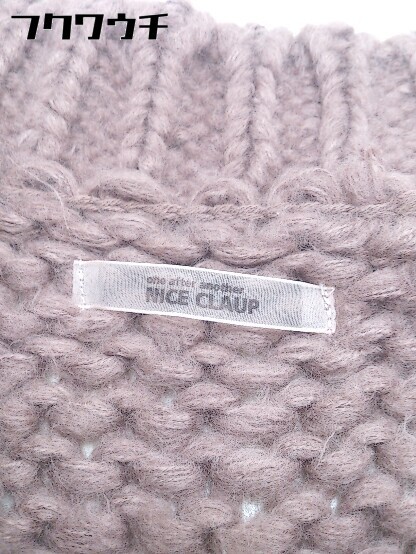 フクワウチ
one after another
NICE CLAUP